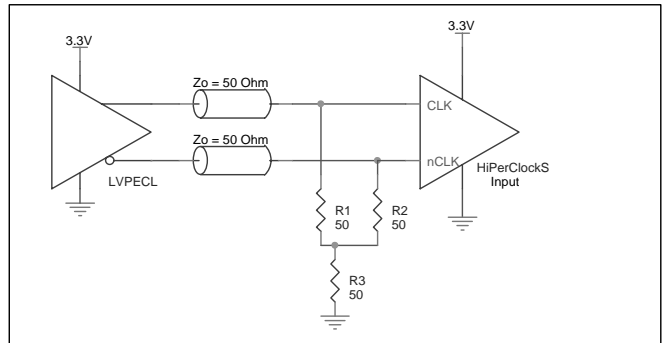 3.3V
3.3V
Zo = 50 Ohm
CLK
Zo = 50 Ohm
nCLK
HiPerClockS
Input
LVPECL
R1
50
R2
50
R3
50